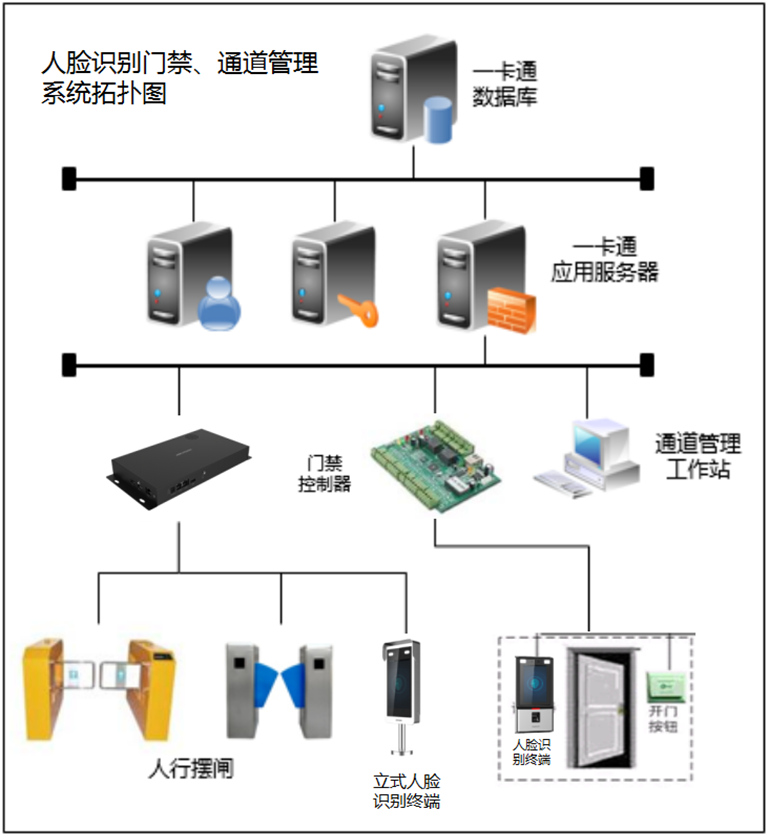 人脸识别门禁、通道管理
系统拓扑图
一卡通
数据库
一卡通
应用服务器
门禁
控制器
通道管理
工作站
人行摆闸
立式人脸
识别终端
人脸识
别终端
开门
按钮